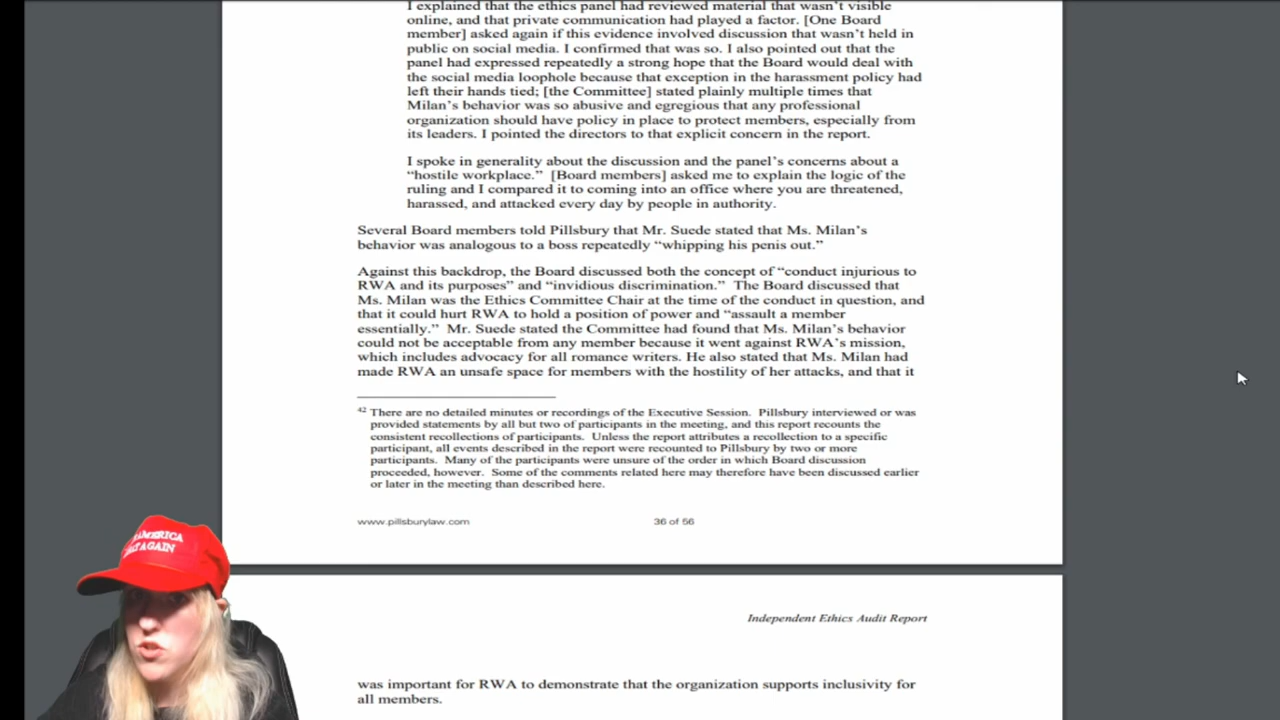 I explained that the ethics panel had reviewed material that wasn't visible
online, and that private communication had played a factor. [One Board
member] asked again if this evidence involved discussion that wasn't held in
public on social media. I confirmed that was so. I also pointed out that the
panel had expressed repeatedly a strong hope that the Board would deal with
the social media loophole because that exception in the harassment policy had
left their hands tied; [the Committee] stated plainly multiple times that
Milan's behavior was so abusive and egregious that any professional
organization should have policy in place to protect members, especially from
its leaders. I pointed the directors to that explicit concern in the report.
I spoke in generality about the discussion and the panel's concerns about a
“hostile workplace.” [Board members] asked me to explain the logic of the
ruling and I compared it to coming into an office where you are threatened,
harassed, and attacked every day by people in authority.
Several Board members told Pillsbury that Mr. Suede stated that Ms. Milan's
behavior was analogous to a boss repeatedly “whipping his penis out.”
Against this backdrop, the Board discussed both the concept of “conduct injurious to
RWA and its purposes” and “invidious discrimination.” The Board discussed that
Ms. Milan was the Ethics Committee Chair at the time of the conduct in question, and
that it could hurt RWA to hold a position of power and “assault a member
essentially.” Mr. Suede stated the Committee had found that Ms. Milan's behavior
could not be acceptable from any member because it went against RWA's mission,
which includes advocacy for all romance writers. He also stated that Ms. Milan had
made RWA an unsafe space for members with the hostility of her attacks, and that it
42 There are no detailed minutes or recordings of the Executive Session. Pillsbury interviewed or was
provided statements by all but two of participants in the meeting, and this report recounts the
consistent recollections of participants. Unless the report attributes a recollection to a specific
participant, all events described in the report were recounted to Pillsbury by two or more
participants. Many of the participants were unsure of the order in which Board discussion
proceeded, however. Some of the comments related here may therefore have been discussed earlier
or later in the meeting than described here.
www.pillsburylaw.com 36 of 56
AMERICA
AGAIN
Independent Ethics Audit Report
was important for RWA to demonstrate that the organization supports inclusivity for
all members.